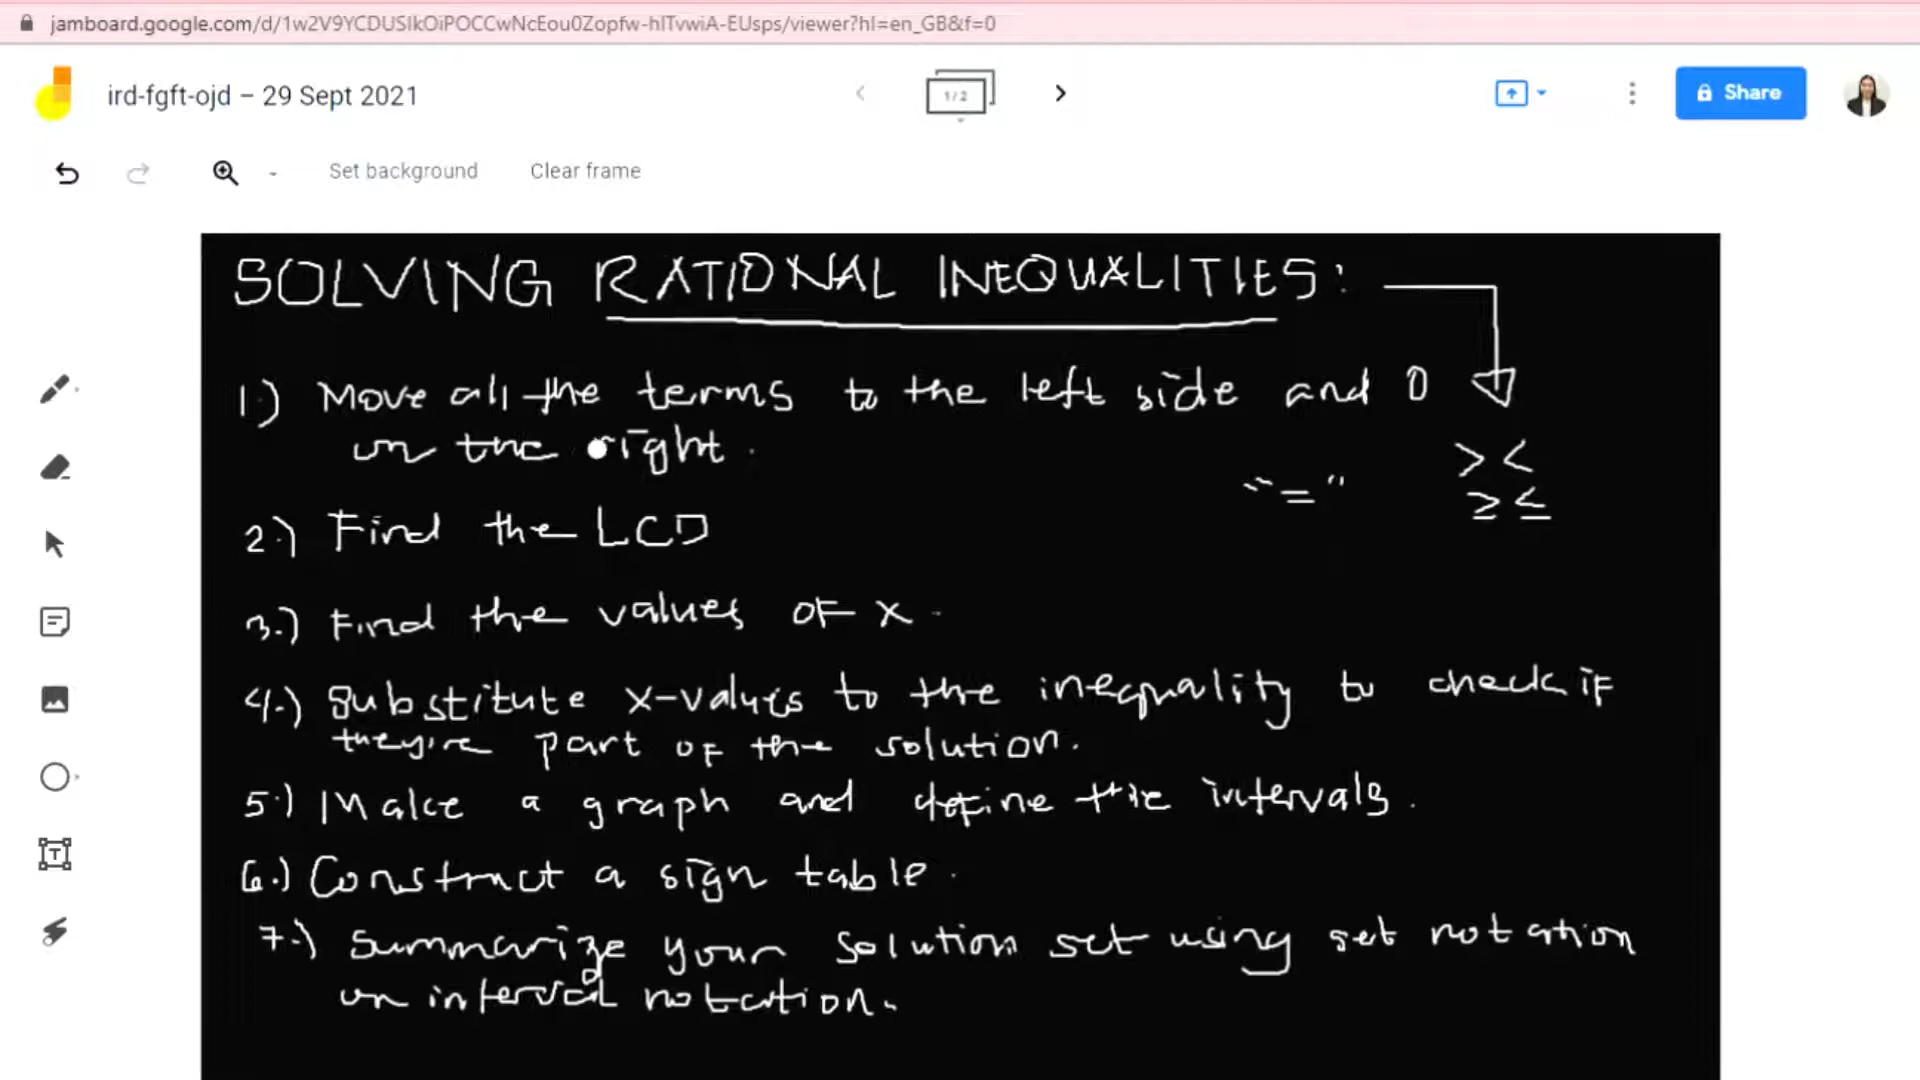 jamboard.google.com/d/1w2V9YCDUSIkOiPOCCwNcEou0Zopfw-hITvwiA-EUsps/viewer?hl=en_GB&f=0
ird-fgft-ojd – 29 Sept 2021
1 / 2
Share
Set background
Clear frame
SOLVING RATIONAL INEQUALITIES:
1.) Move all the terms to the left side and 0
on the right.
> <
"="
≥ ≤
2.) Find the LCD
3.) Find the values of x.
4.) Substitute x-values to the inequality to check if
they're part of the solution.
5.) Make a graph and define the intervals.
6.) Construct a sign table.
7.) Summarize your solution set using set notation
on interval notation.